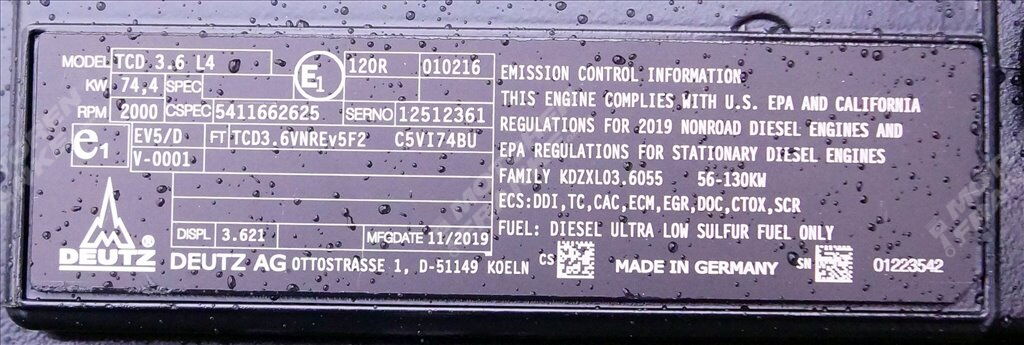 MODEL TCD 3.6 L4
KW 74,4 SPEC
RPM 2000 CSPEC 5411662625 SERNO 12512361
E1 120R 010216
e1 EV5/D FT TCD3.6VNREv5F2 C5V174BU
V-0001
DISPL 3.621 MFGDATE 11/2019
DEUTZ ®
DEUTZ AG OTTOSTRASSE 1, D-51149 KOELN CS
EMISSION CONTROL INFORMATION:
THIS ENGINE COMPLIES WITH U.S. EPA AND CALIFORNIA
REGULATIONS FOR 2019 NONROAD DIESEL ENGINES AND
EPA REGULATIONS FOR STATIONARY DIESEL ENGINES
FAMILY KDZXL03.6055 56-130KW
ECS:DDI,TC,CAC,ECM,EGR,DOC,CTOX,SCR
FUEL: DIESEL ULTRA LOW SULFUR FUEL ONLY
MADE IN GERMANY SN 01223542